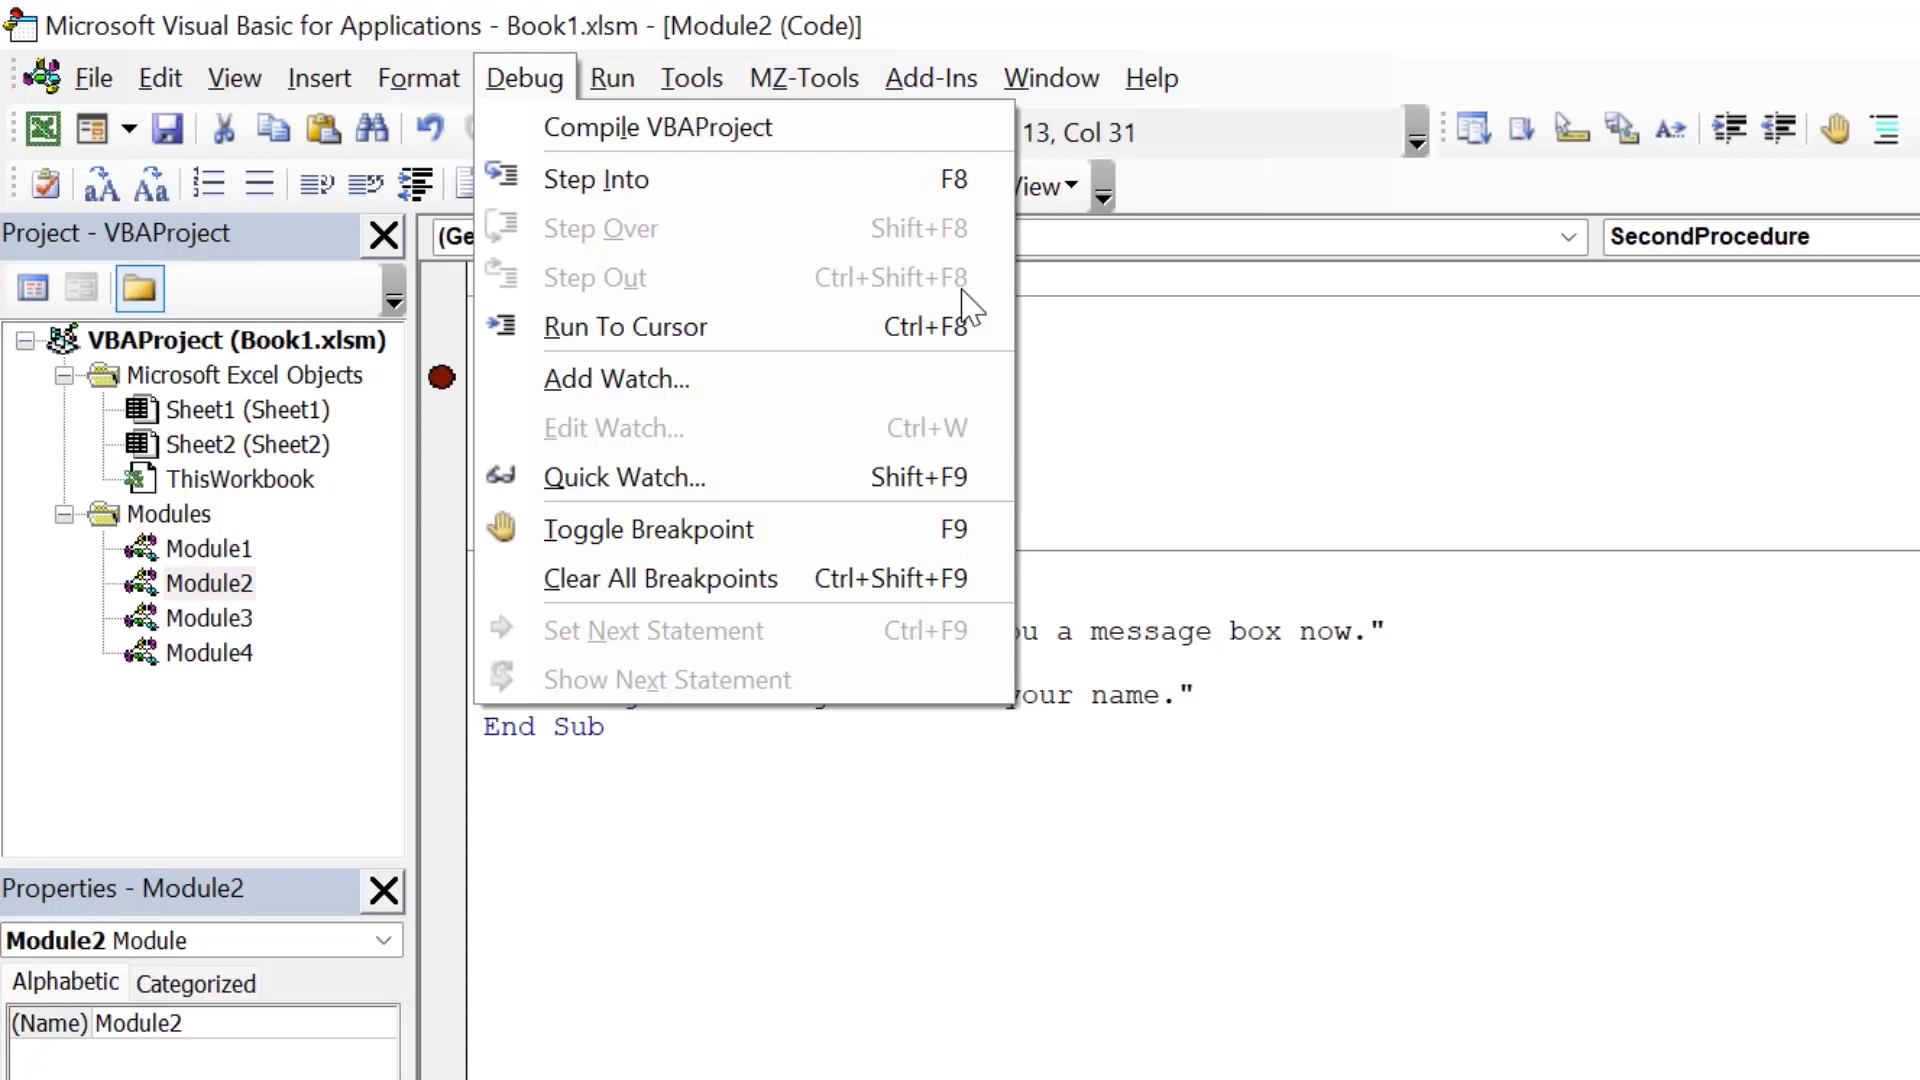 Microsoft Visual Basic for Applications - Book1.xlsm - [Module2 (Code)]
File Edit View Insert Format Debug Run Tools MZ-Tools Add-Ins Window Help
13, Col 31
View
Compile VBAProject
Step Into F8
Step Over Shift+F8
Step Out Ctrl+Shift+F8
Run To Cursor Ctrl+F8
Add Watch...
Edit Watch... Ctrl+W
Quick Watch... Shift+F9
Toggle Breakpoint F9
Clear All Breakpoints Ctrl+Shift+F9
Set Next Statement Ctrl+F9
Show Next Statement
Project - VBAProject
VBAProject (Book1.xlsm)
Microsoft Excel Objects
Sheet1 (Sheet1)
Sheet2 (Sheet2)
ThisWorkbook
Modules
Module1
Module2
Module3
Module4
Properties - Module2
Module2 Module
Alphabetic Categorized
(Name) Module2
(Ge
SecondProcedure
u a message box now."
your name."
End Sub